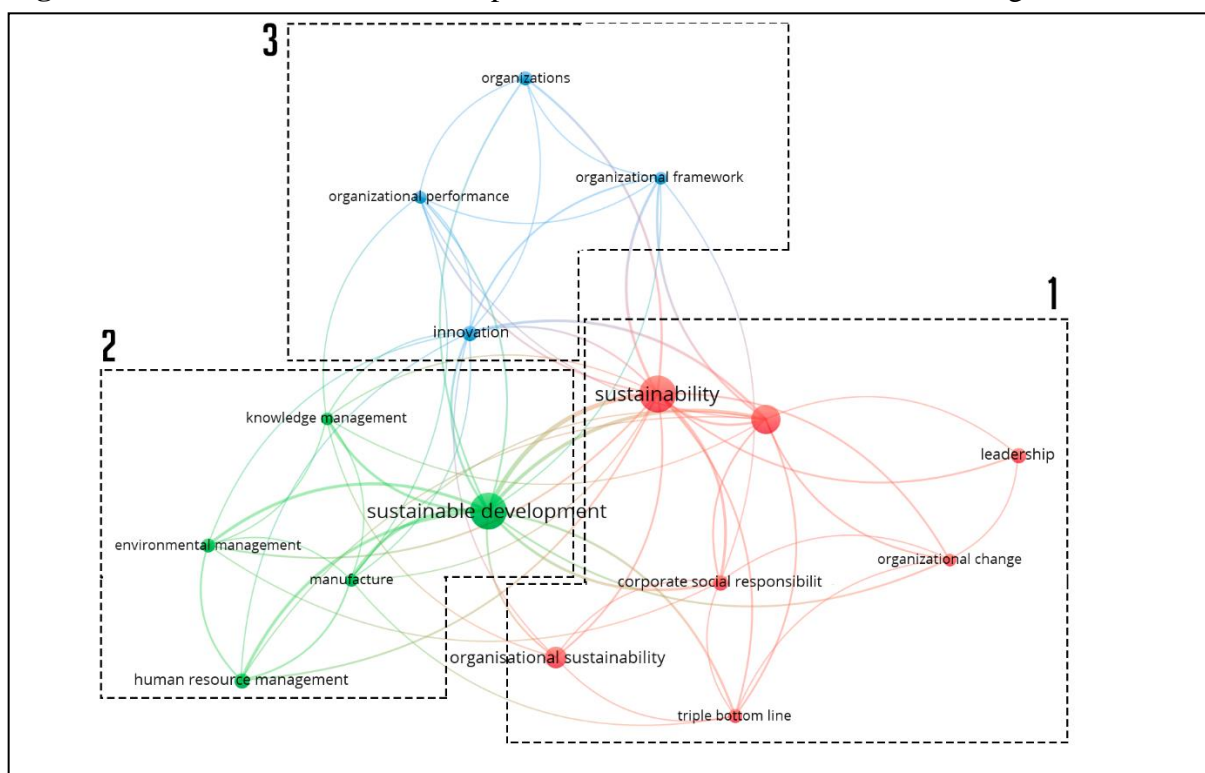 3
organizations
organizational framework
organizational performance
1
innovation
2
sustainability
knowledge management
leadership
sustainable development
environmental management
organizational change
manufacture
corporate social responsibilit
organisational sustainability
human resource management
triple bottom line